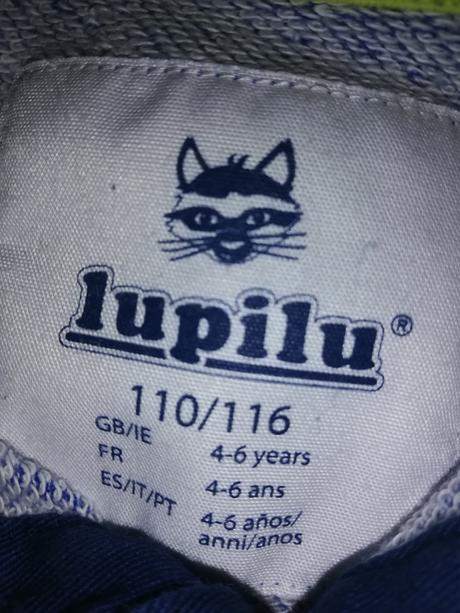 lupilu®
110/116
GB/IE 4-6 years
FR 4-6 ans
ES/IT/PT 4-6 años/
anni/anos